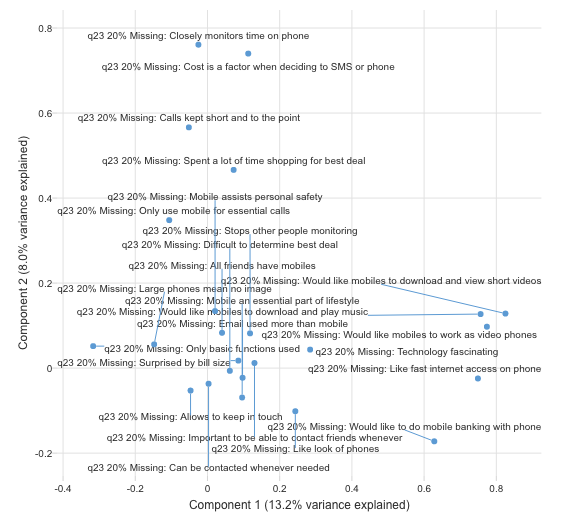 0.8
q23 20% Missing: Closely monitors time on phone
q23 20% Missing: Cost is a factor when deciding to SMS or phone
0.6
q23 20% Missing: Calls kept short and to the point
q23 20% Missing: Spent a lot of time shopping for best deal
0.4
q23 20% Missing: Mobile assists personal safety
q23 20% Missing: Only use mobile for essential calls
q23 20% Missing: Stops other people monitoring
q23 20% Missing: Difficult to determine best deal
q23 20% Missing: All friends have mobiles
0.2
q23 20% Missing: Would like mobiles to download and view short videos
q23 20% Missing: Large phones mean no image
q23 20% Missing: Mobile an essential part of lifestyle
q23 20% Missing: Would like mobiles to download and play music
q23 20% Missing: Email used more than mobile
q23 20% Missing: Would like mobiles to work as video phones
q23 20% Missing: Only basic functions used
q23 20% Missing: Technology fascinating
q23 20% Missing: Surprised by bill size
0
q23 20% Missing: Like fast internet access on phone
q23 20% Missing: Allows to keep in touch
q23 20% Missing: Would like to do mobile banking with phone
q23 20% Missing: Important to be able to contact friends whenever
q23 20% Missing: Like look of phones
-0.2
q23 20% Missing: Can be contacted whenever needed
-0.4
-0.2
0
0.2
0.4
0.6
0.8
Component 1 (13.2% variance explained)
Component 2 (8.0% variance explained)